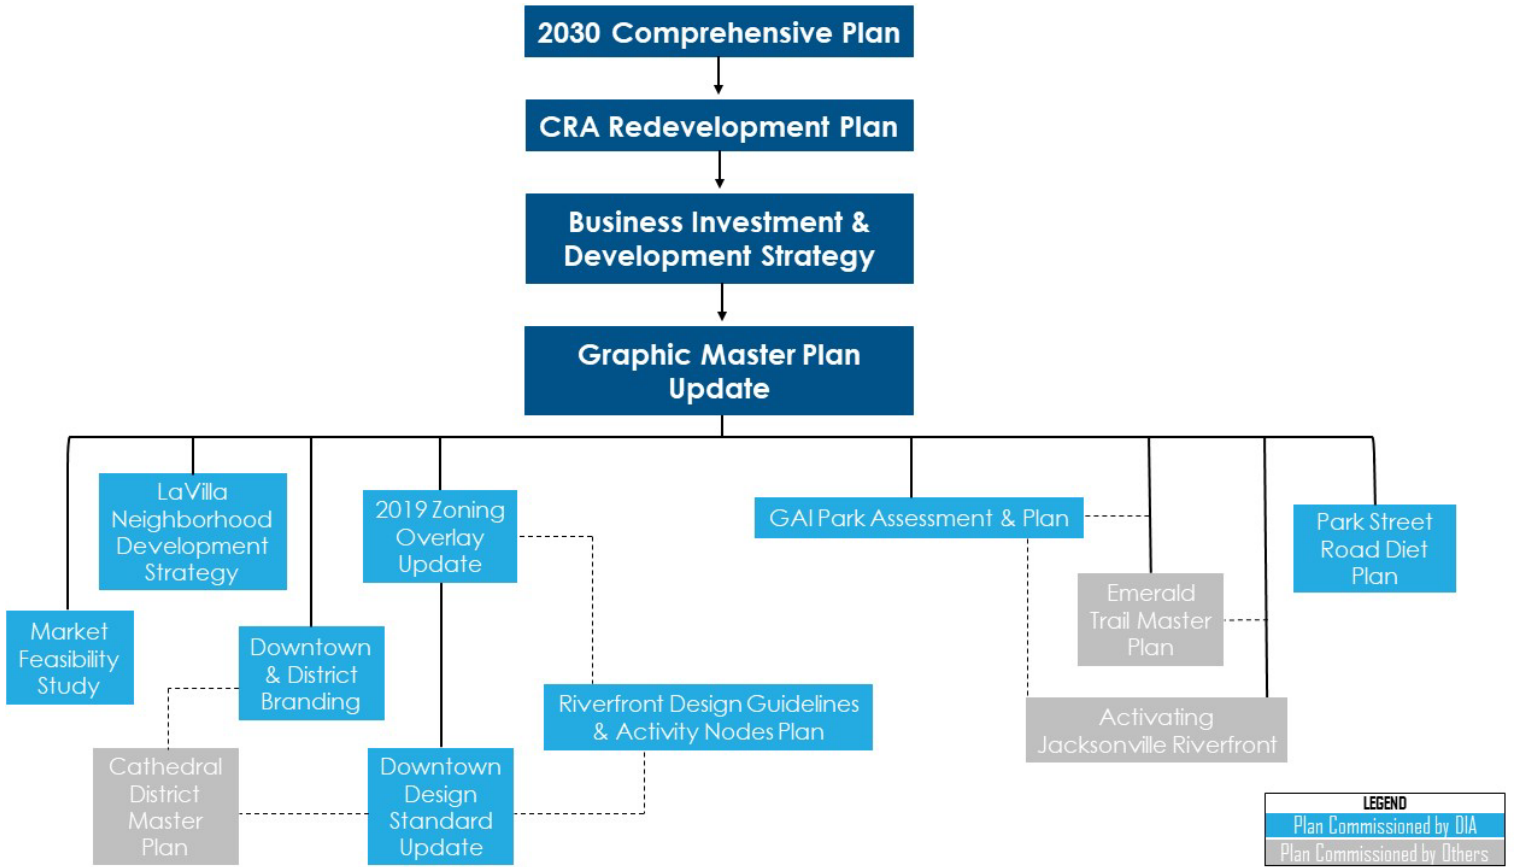 2030 Comprehensive Plan
CRA Redevelopment Plan
Business Investment &
Development Strategy
Graphic Master Plan
Update
LaVilla
Neighborhood
Development
Strategy
2019 Zoning
Overlay
Update
GAI Park Assessment & Plan
Park Street
Road Diet
Plan
Emerald
Trail Master
Plan
Market
Feasibility
Study
Downtown
& District
Branding
Riverfront Design Guidelines
& Activity Nodes Plan
Activating
Jacksonville Riverfront
Cathedral
District
Master
Plan
Downtown
Design
Standard
Update
LEGEND
Plan Commissioned by DIA
Plan Commissioned by Others